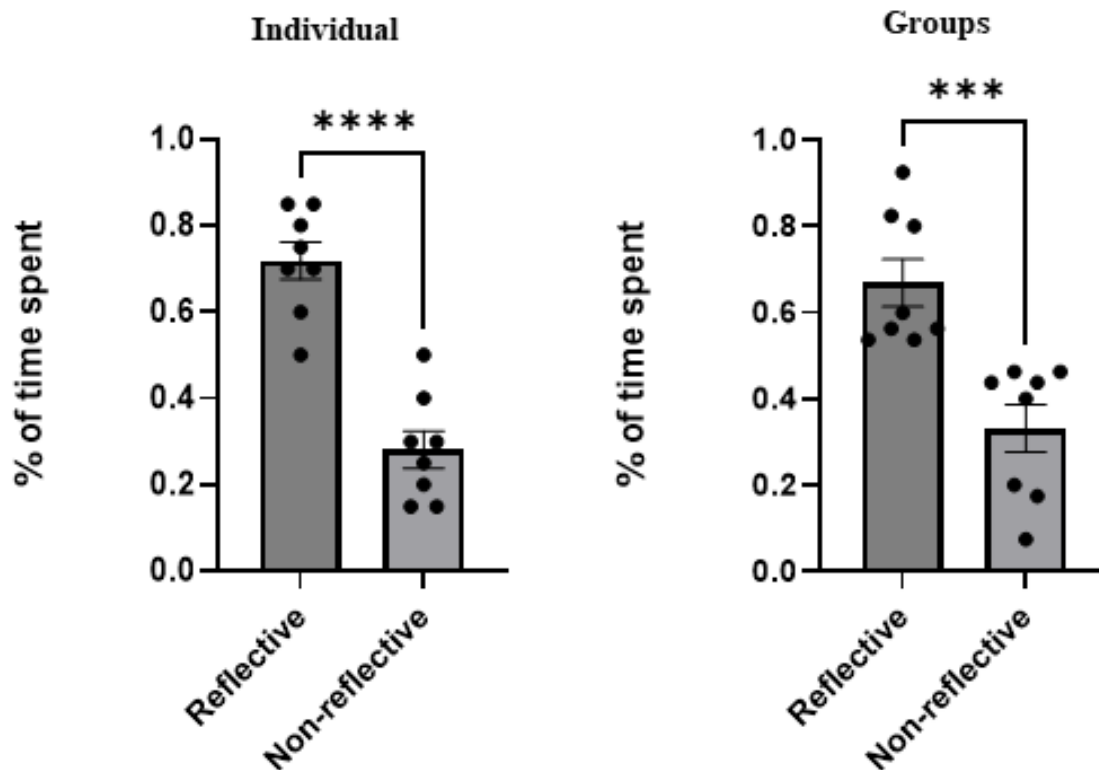 Individual
****
1.0
0.8
0.6
0.4
0.2
0.0
% of time spent
Reflective
Non-reflective
Groups
***
1.0
0.8
0.6
0.4
0.2
0.0
% of time spent
Reflective
Non-reflective